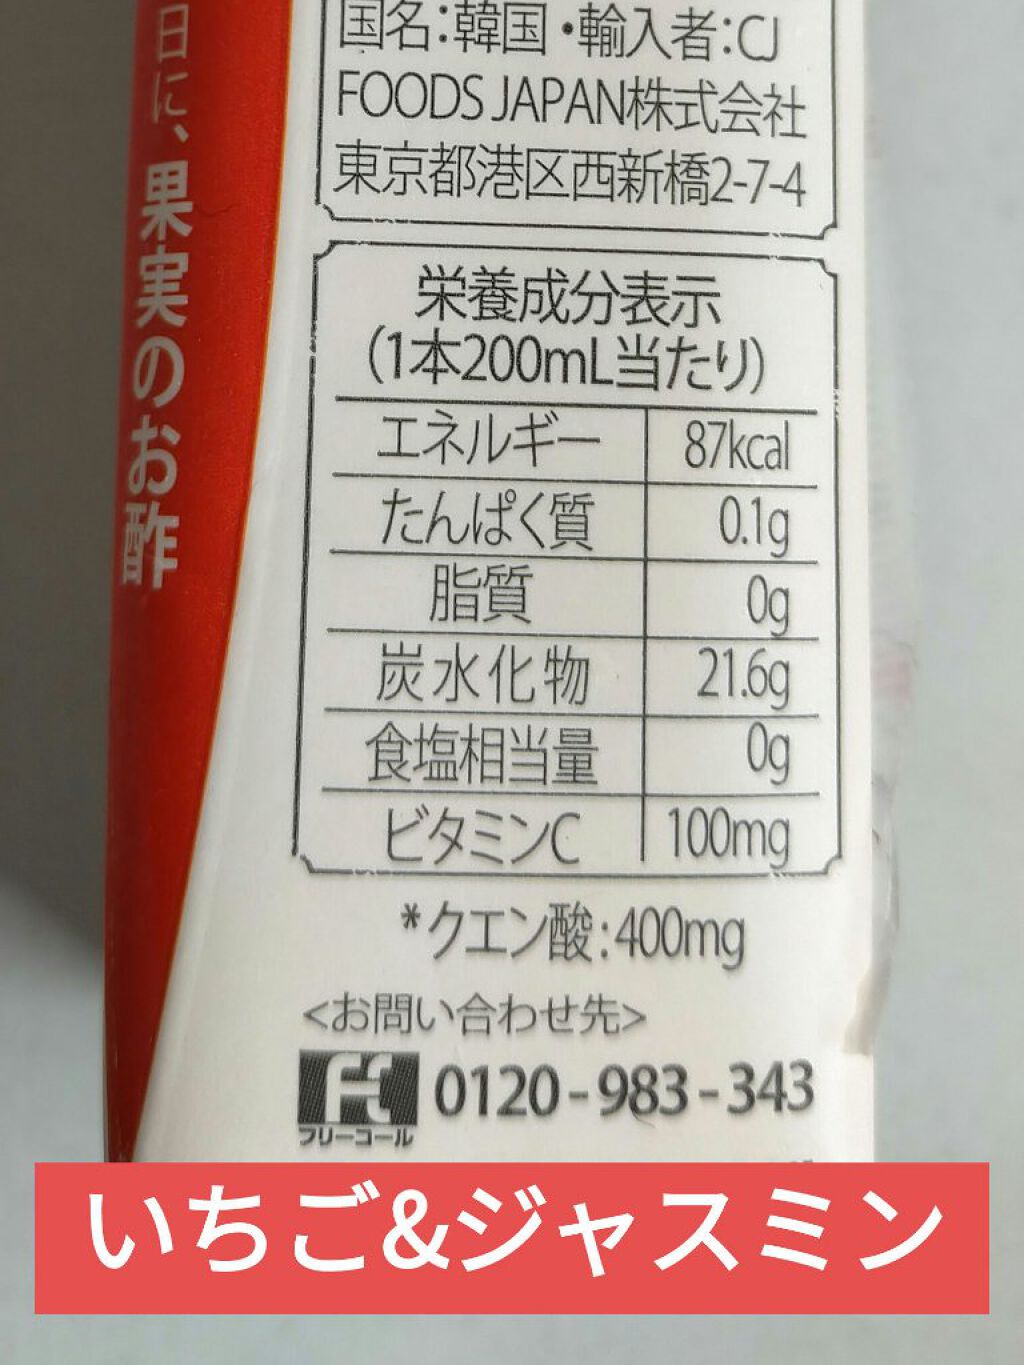 日に、果実のお酢
国名:韓国・輸入者:CJ
FOODS JAPAN株式会社
東京都港区西新橋2-7-4
栄養成分表示
(1本200mL当たり)
エネルギー 87kcal
たんぱく質 0.1g
脂質 0g
炭水化物 21.6g
食塩相当量 0g
ビタミンC 100mg
*クエン酸:400mg
<お問い合わせ先>
フリーコール 0120-983-343
いちご&ジャスミン